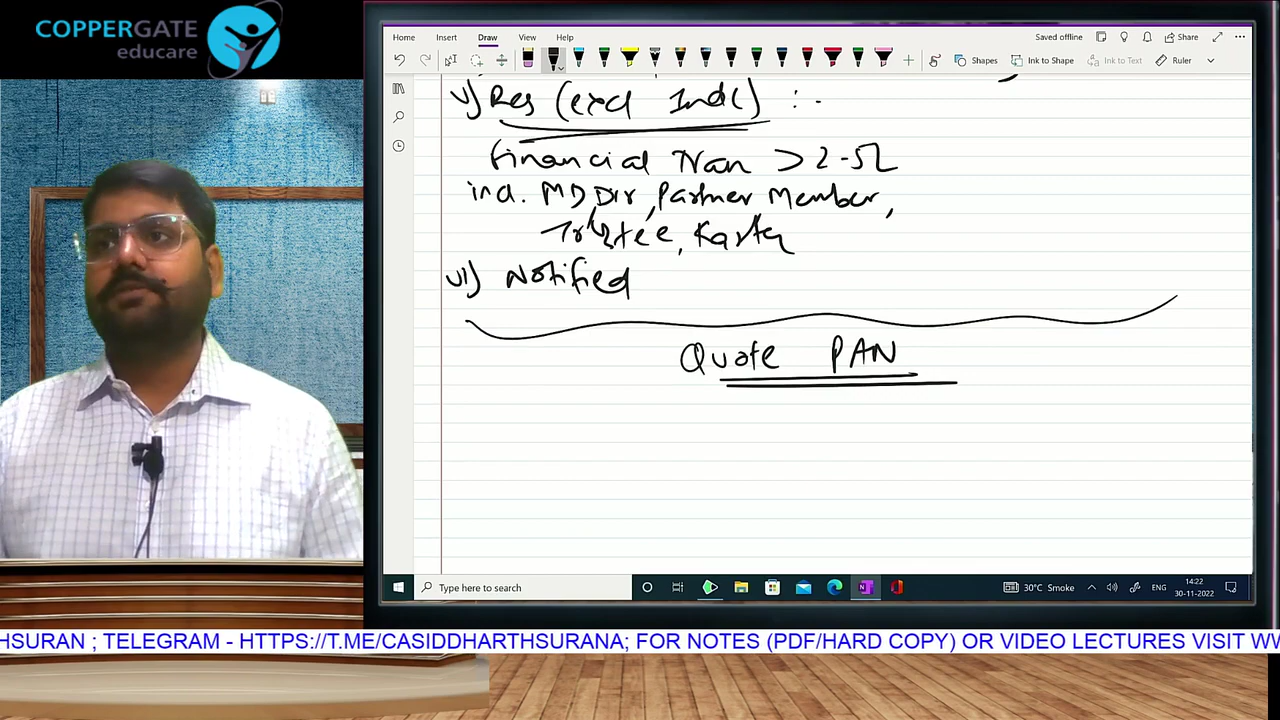 COPPERGATE
educare
Home Insert Draw View Help
Saved offline
Share
Shapes
Ink to Shape
Ink to Text
Ruler
v) Res (excl Indl) :-
Financial Tran > 2.5L
ind. MD, Dir, Partner Member,
Trustee, Karta
vi) Notified
Quote PAN
Type here to search
30°C Smoke
ENG
14:22
30-11-2022
HSURAN ; TELEGRAM - HTTPS://T.ME/CASIDDHARTHSURANA; FOR NOTES (PDF/HARD COPY) OR VIDEO LECTURES VISIT WW